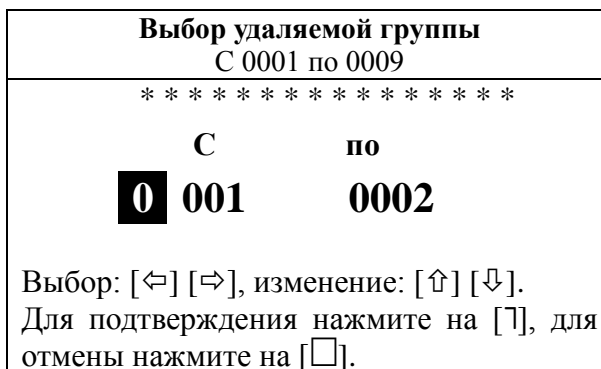 Выбор удаляемой группы
С 0001 по 0009
* * * * * * * * * * * * * * * *
С по
0 001 0002
Выбор: [⇦] [⇨], изменение: [⇧] [⇩].
Для подтверждения нажмите на [˥], для
отмены нажмите на [□].